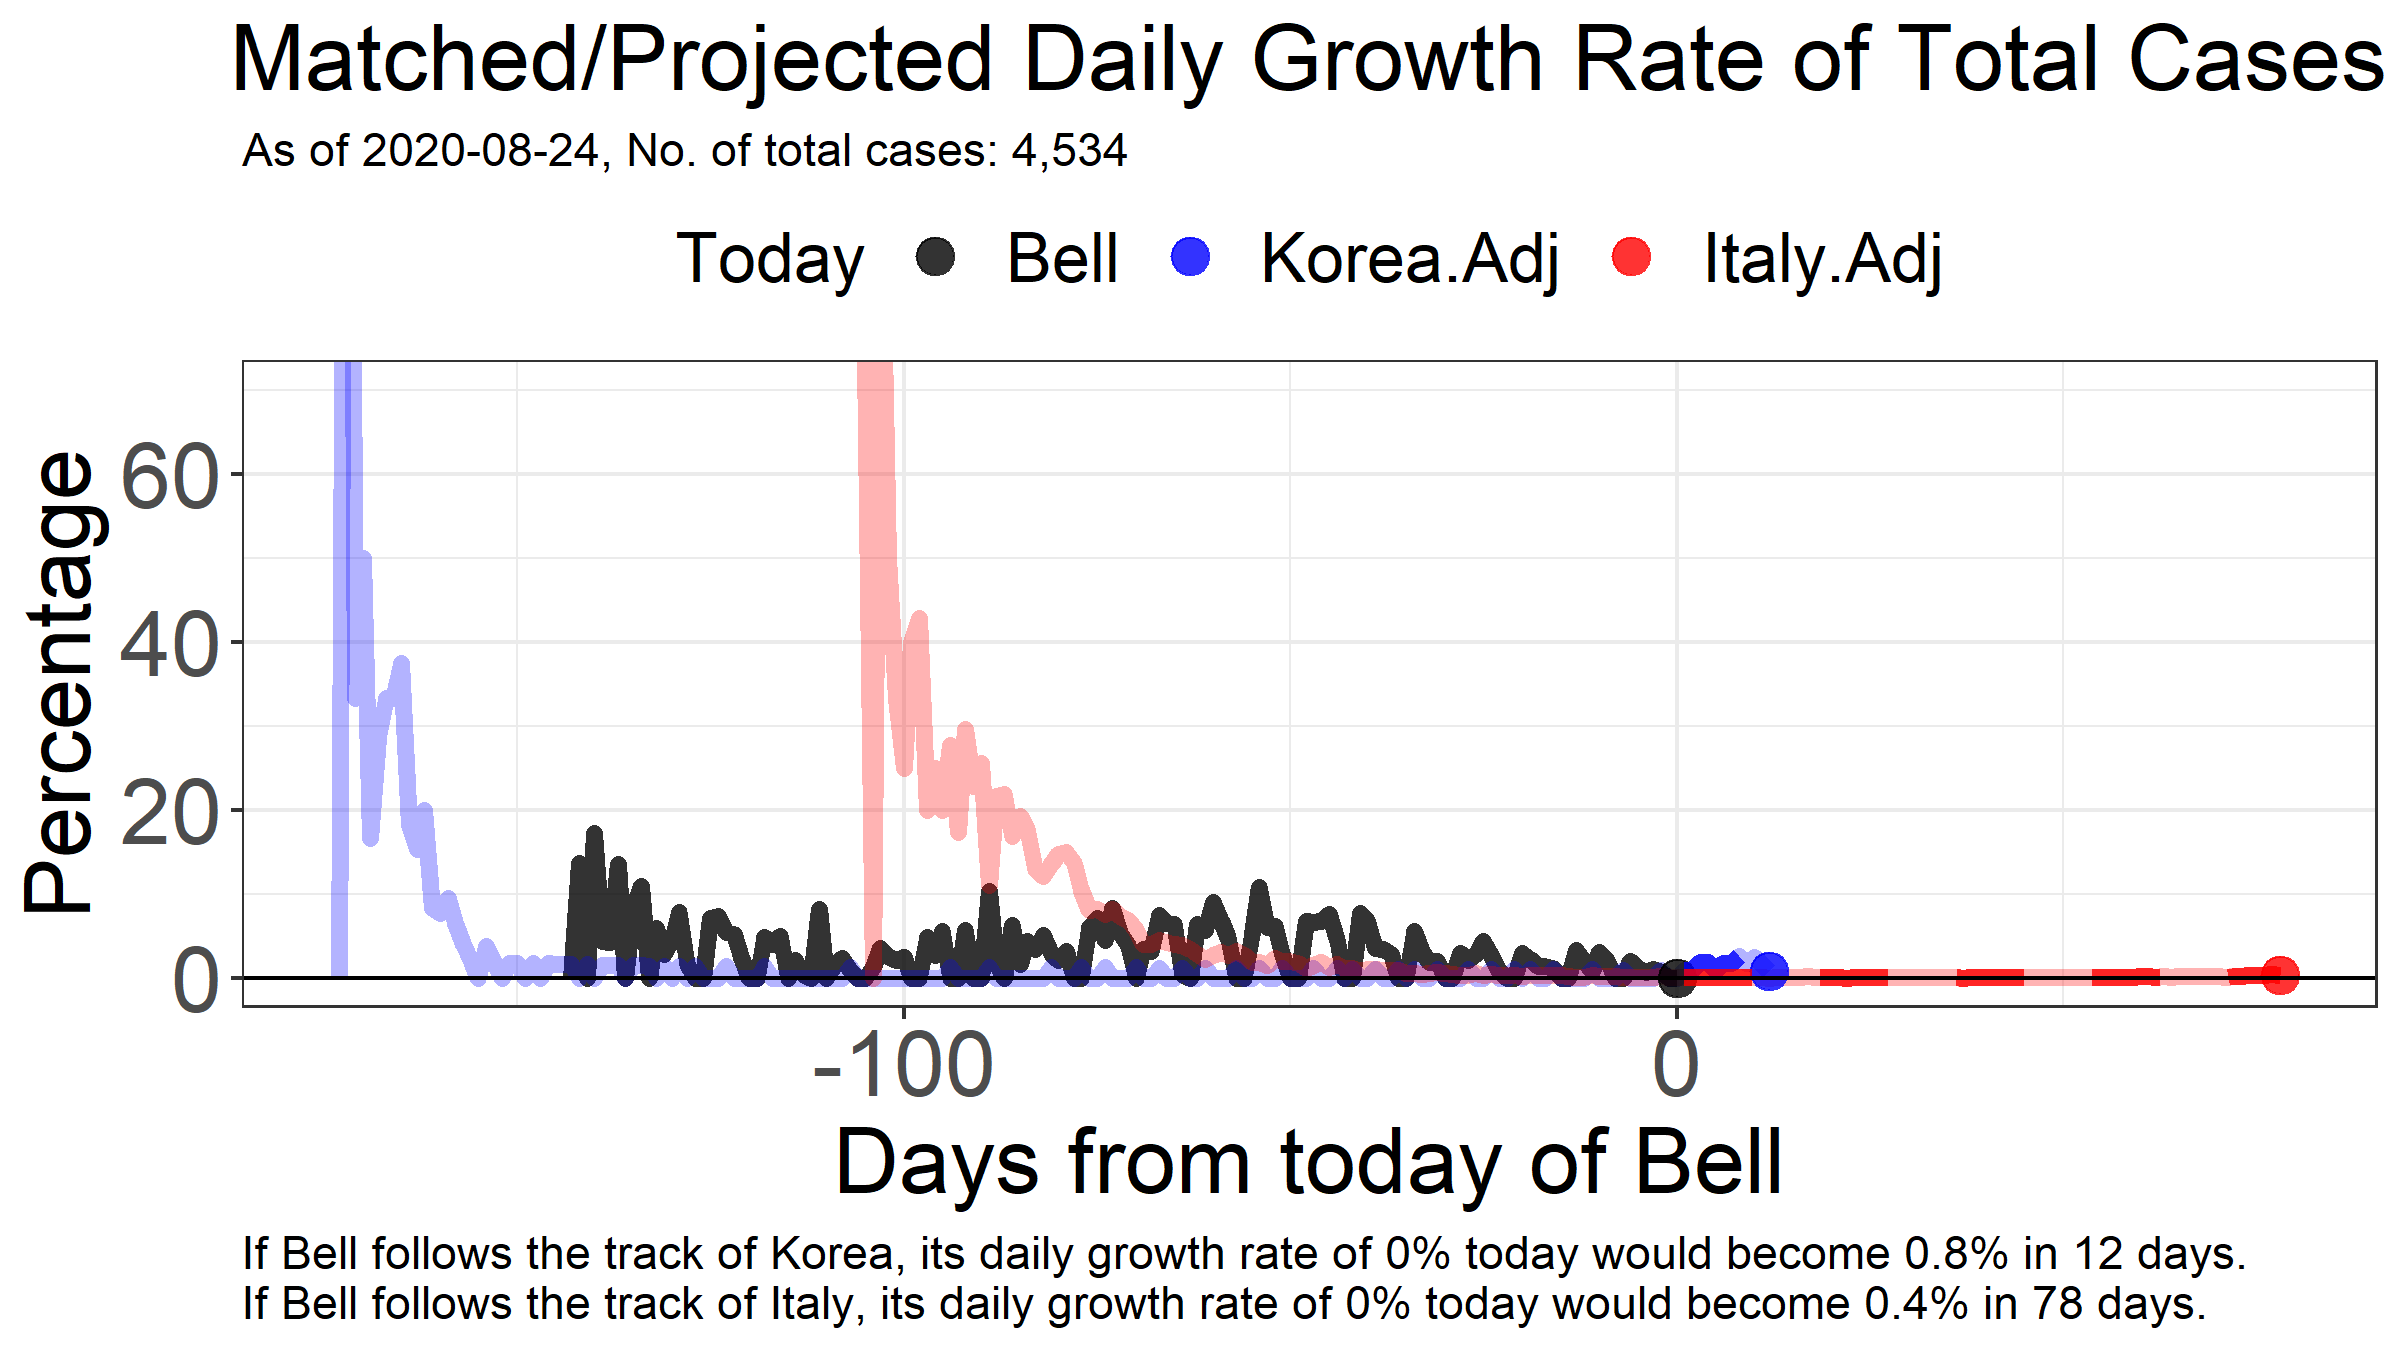 Matched/Projected Daily Growth Rate of Total Cases
As of 2020-08-24, No. of total cases: 4,534
Today Bell Korea.Adj Italy.Adj
Percentage
60
40
20
0
-100 0
Days from today of Bell
If Bell follows the track of Korea, its daily growth rate of 0% today would become 0.8% in 12 days.
If Bell follows the track of Italy, its daily growth rate of 0% today would become 0.4% in 78 days.